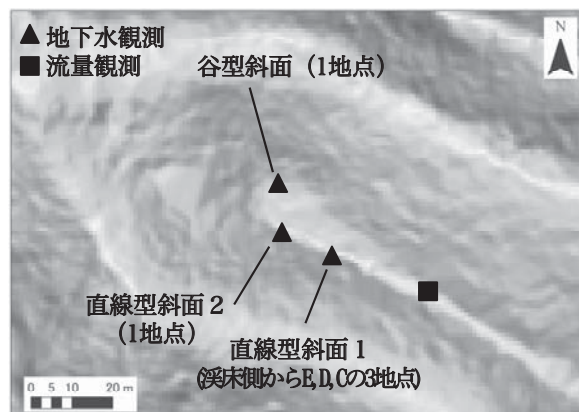 ▲ 地下水観測
■ 流量観測
谷型斜面（1地点）
N
直線型斜面２
（1地点）
直線型斜面１
（渓床側からE,D,Cの3地点）
0 5 10 20 m